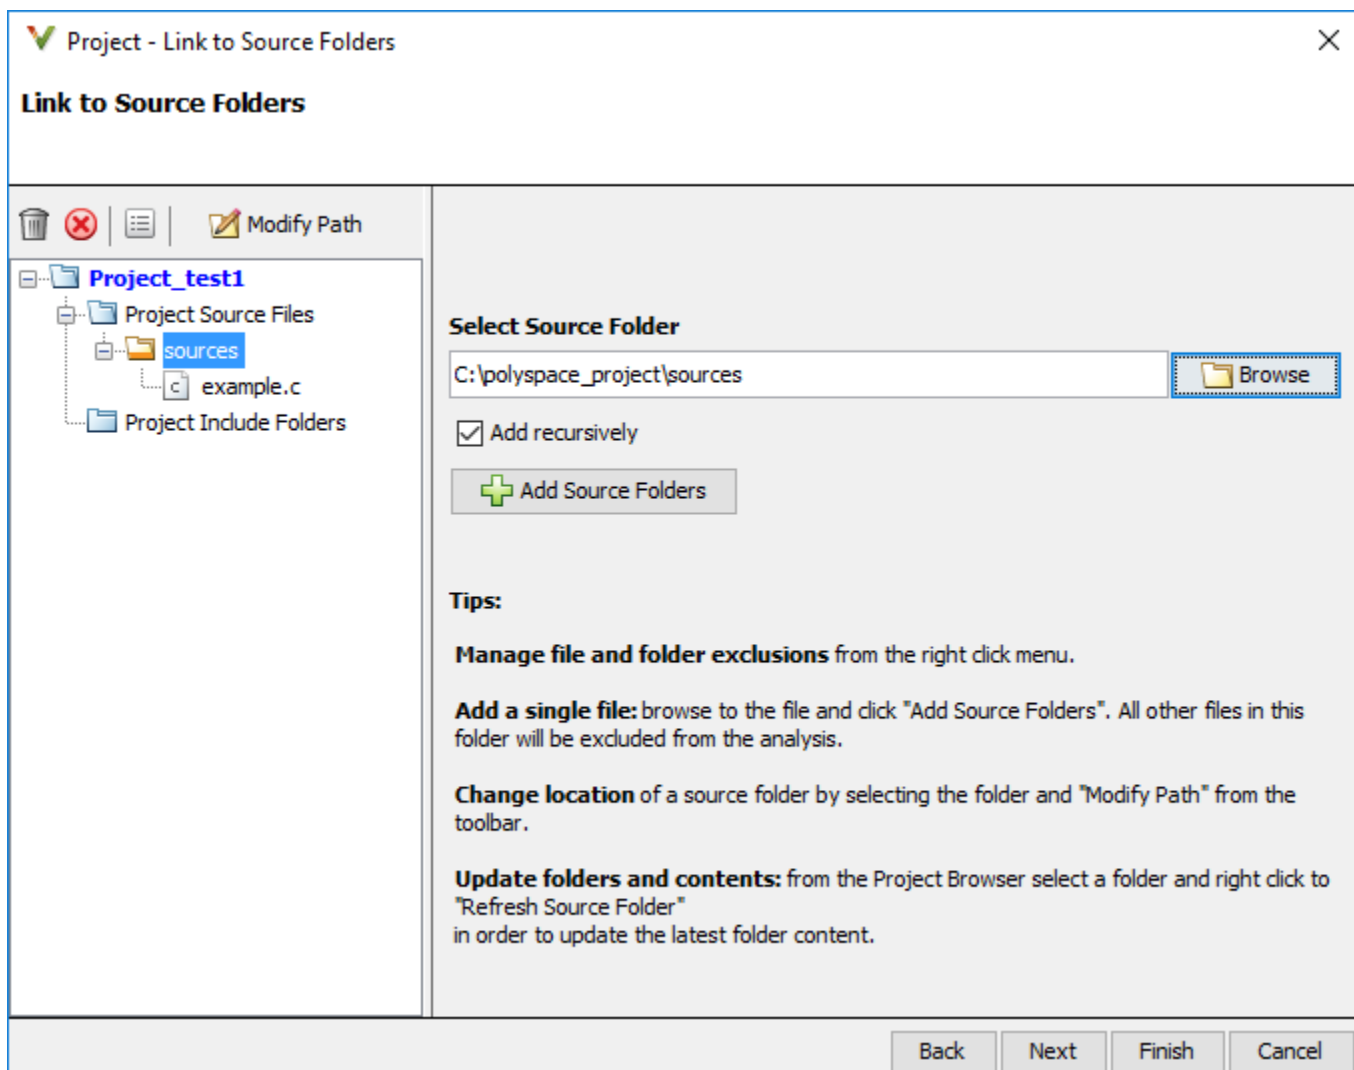 Project - Link to Source Folders
Link to Source Folders
Modify Path
Project_test1
Project Source Files
sources
c example.c
Project Include Folders
Select Source Folder
C:\polyspace_project\sources
Browse
Add recursively
Add Source Folders
Tips:
Manage file and folder exclusions from the right click menu.
Add a single file: browse to the file and click "Add Source Folders". All other files in this
folder will be excluded from the analysis.
Change location of a source folder by selecting the folder and "Modify Path" from the
toolbar.
Update folders and contents: from the Project Browser select a folder and right click to
"Refresh Source Folder"
in order to update the latest folder content.
Back
Next
Finish
Cancel